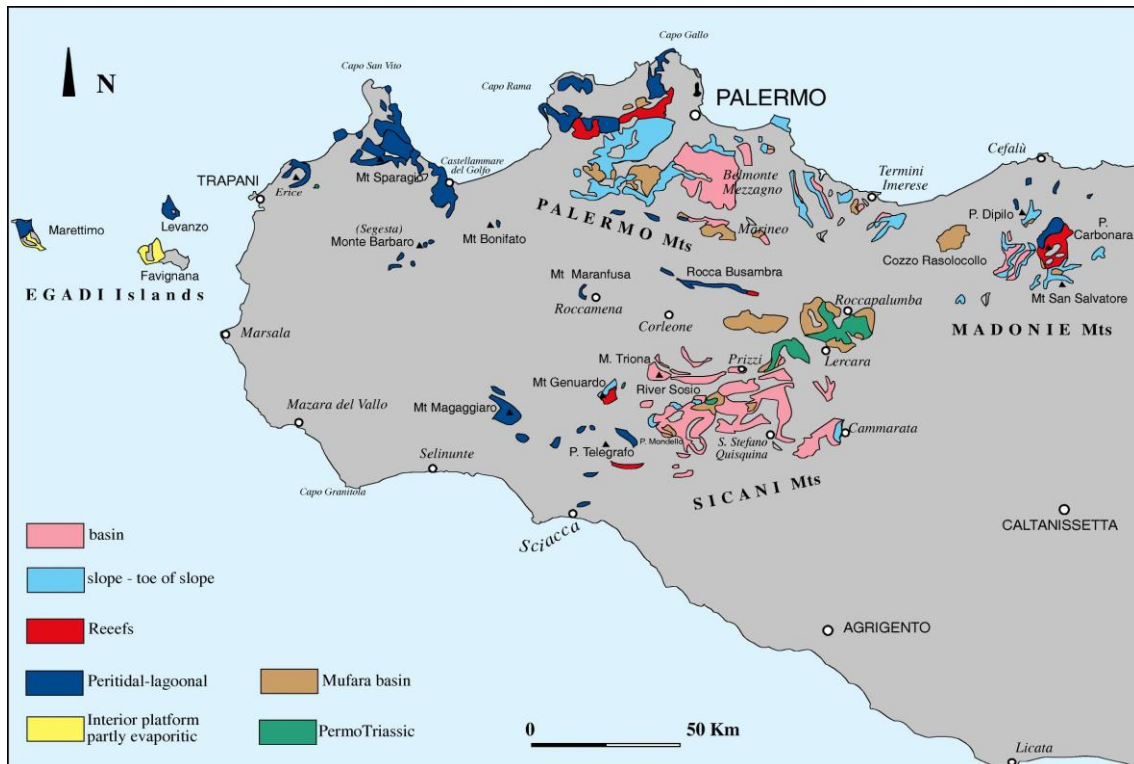 Capo Gallo
Capo San Vito
Capo Rama
N
PALERMO
Cefalù
Castellammare
del Golfo
Mt Sparagio
Belmonte
Mezzagno
Termini
Imerese
TRAPANI
Erice
P. Dipilo
Levanzo
Marettimo
PALERMO Mts
(Segesta)
Monte Barbaro
Mt Bonifato
Marineo
P.
Carbonara
Cozzo Rasolocollo
Favignana
EGADI Islands
Mt Maranfusa
Rocca Busambra
Mt San Salvatore
Roccamena
Roccapalumba
Corleone
MADONIE Mts
Marsala
Lercara
M. Triona
Prizzi
Mt Genuardo
River Sosio
Mt Magaggiaro
Mazara del Vallo
Cammarata
P. Mondello
S. Stefano
Quisquina
P. Telegrafo
Selinunte
Capo Granitola
SICANI Mts
Sciacca
CALTANISSETTA
basin
slope - toe of slope
Reeefs
AGRIGENTO
Peritidal-lagoonal
Mufara basin
Interior platform
partly evaporitic
PermoTriassic
0 50 Km
Licata